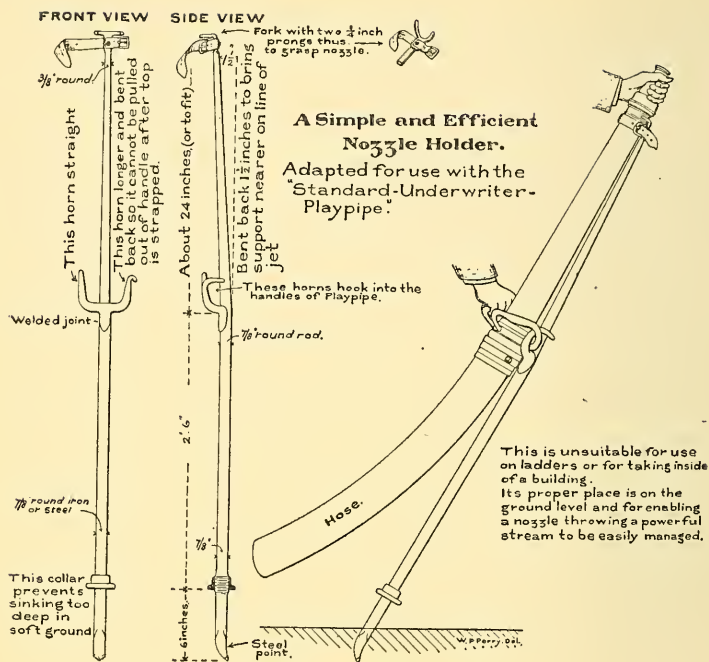 FRONT VIEW
SIDE VIEW
Fork with two ¼ inch
prongs thus
to grasp nozzle.
3/8" round.
1½"
This horn straight
This horn longer and bent
back so it cannot be pulled
out of handle after top
is strapped.
About 24 inches, (or to fit)
Bent back 1½ inches to bring
support nearer on line of
jet
A Simple and Efficient
Nozzle Holder.
Adapted for use with the
"Standard-Underwriter-
Playpipe."
These horns hook into the
handles of Playpipe.
Welded joint
7/8" round rod.
2'.6"
7/8" round iron
or Steel
7/8"
Hose.
This is unsuitable for use
on ladders or for taking inside
of a building.
Its proper place is on the
ground level and for enabling
a nozzle throwing a powerful
stream to be easily managed.
This collar
prevents
sinking too
deep in
soft ground
6 inches,
Steel
point.
W.P.Perry. Del.